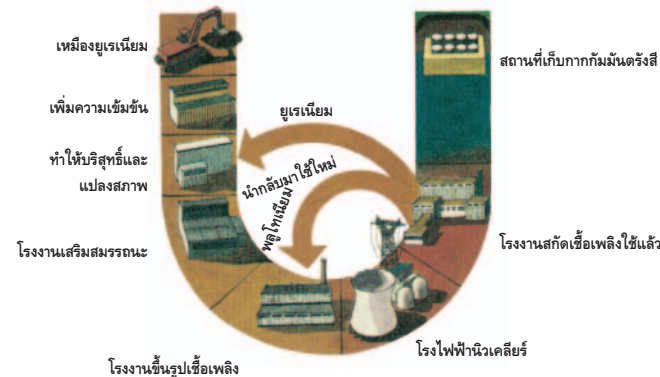 เหมืองยูเรเนียม
เพิ่มความเข้มข้น
ทำให้บริสุทธิ์และ
แปลงสภาพ
โรงงานเสริมสมรรถนะ
โรงงานขึ้นรูปเชื้อเพลิง
โรงไฟฟ้านิวเคลียร์
โรงงานสกัดเชื้อเพลิงใช้แล้ว
สถานที่เก็บกากกัมมันตรังสี
ยูเรเนียม
นำกลับมาใช้ใหม่
พลูโทเนียม